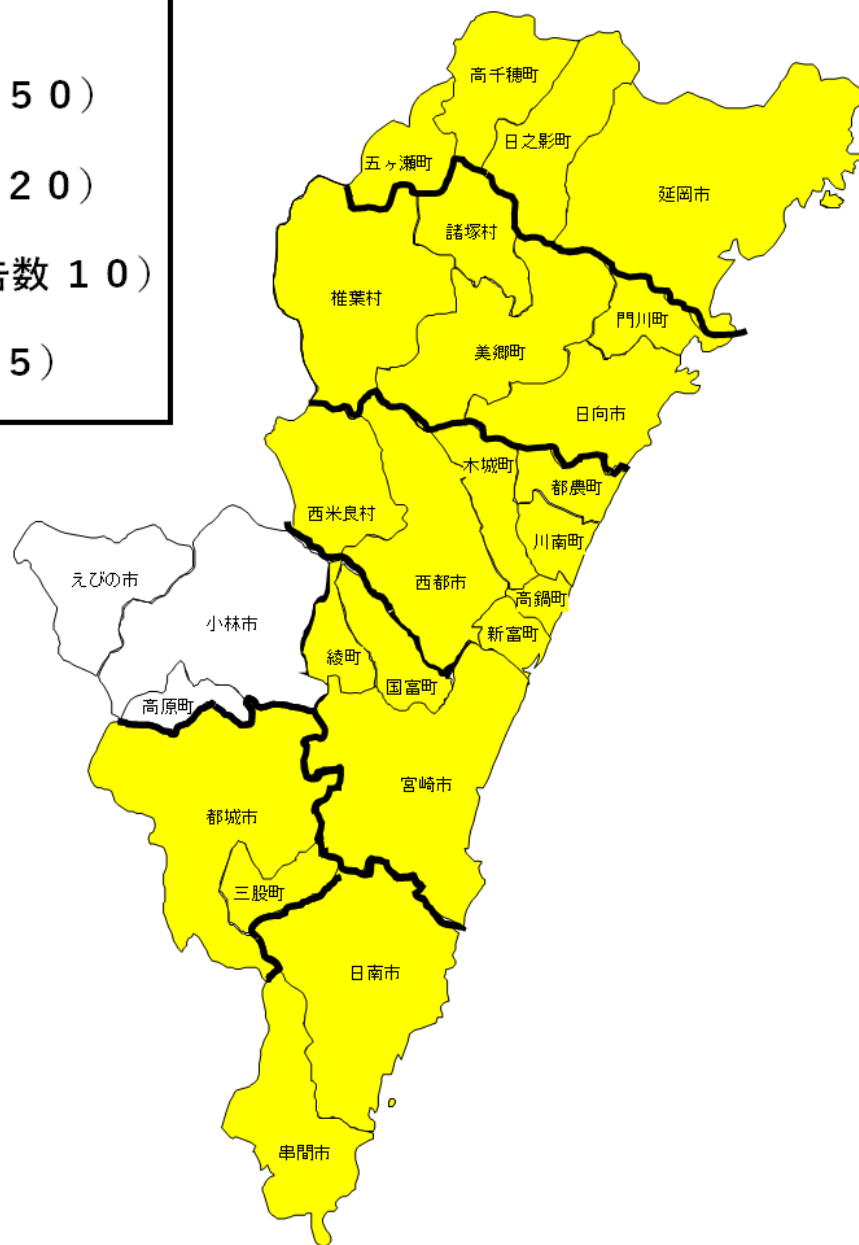 ５０）
２０）
告数 １０）
５）
高千穂町
日之影町
五ヶ瀬町
延岡市
諸塚村
椎葉村
門川町
美郷町
日向市
木城町
都農町
西米良村
川南町
えびの市
西都市
高鍋町
小林市
新富町
綾町
国富町
高原町
宮崎市
都城市
三股町
日南市
串間市